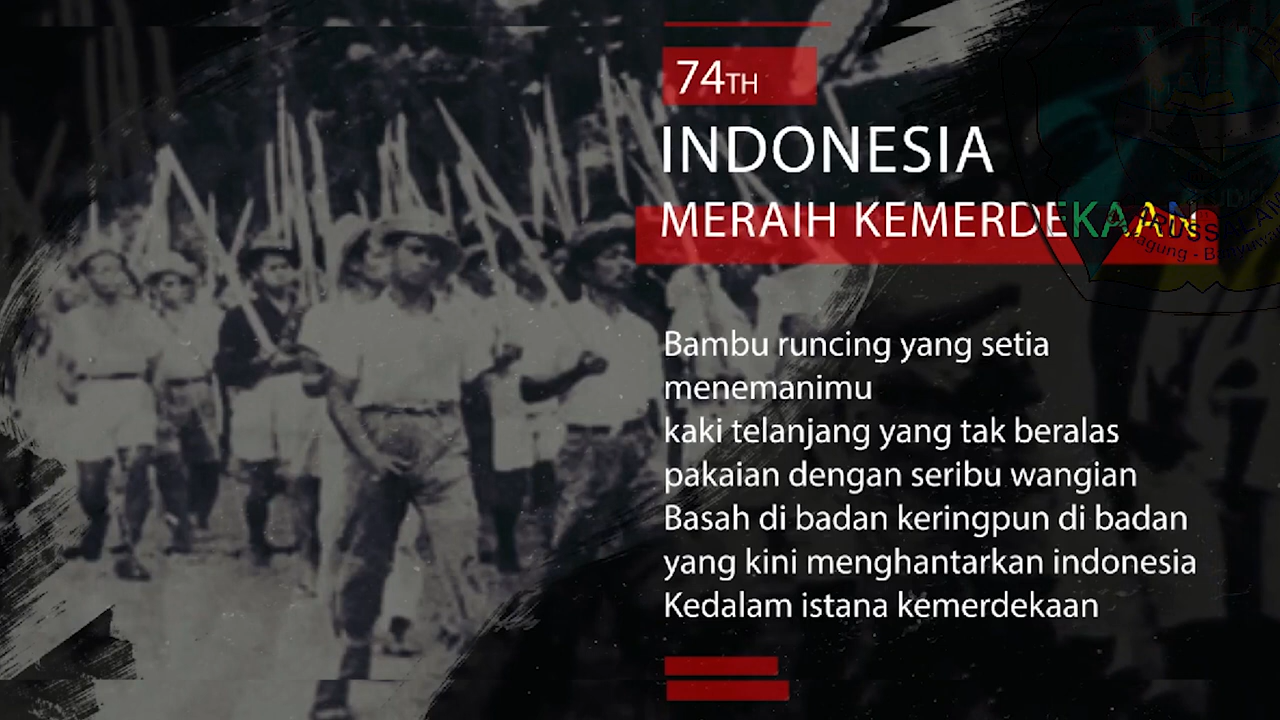 74TH
INDONESIA
MERAIH KEMERDEKAAN
Bambu runcing yang setia
menemanimu
kaki telanjang yang tak beralas
pakaian dengan seribu wangian
Basah di badan keringpun di badan
yang kini menghantarkan indonesia
Kedalam istana kemerdekaan